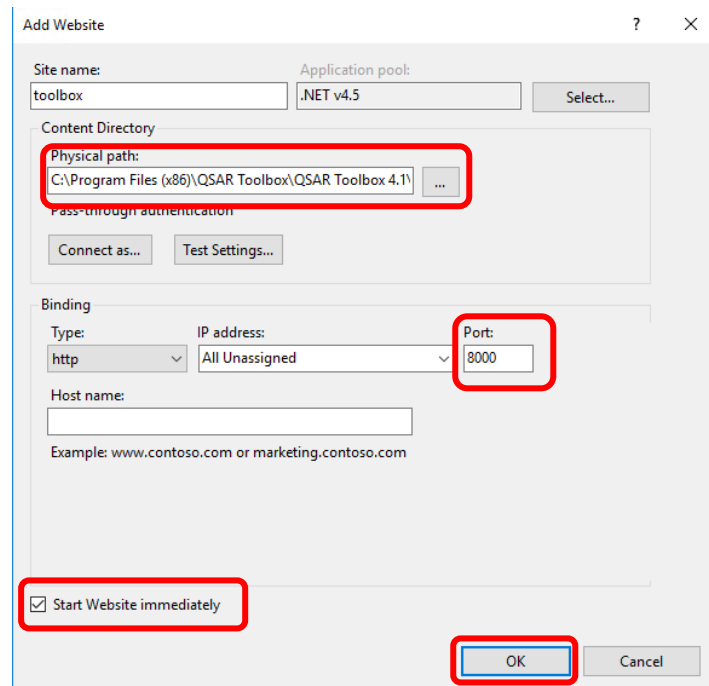 Add Website
?
Site name:
Application pool:
toolbox
.NET v4.5
Select...
Content Directory
Physical path:
C:\Program Files (x86)\QSAR Toolbox\QSAR Toolbox 4.1\
...
Pass-through authentication
Connect as...
Test Settings...
Binding
Type:
IP address:
Port:
http
All Unassigned
8000
Host name:
Example: www.contoso.com or marketing.contoso.com
Start Website immediately
OK
Cancel